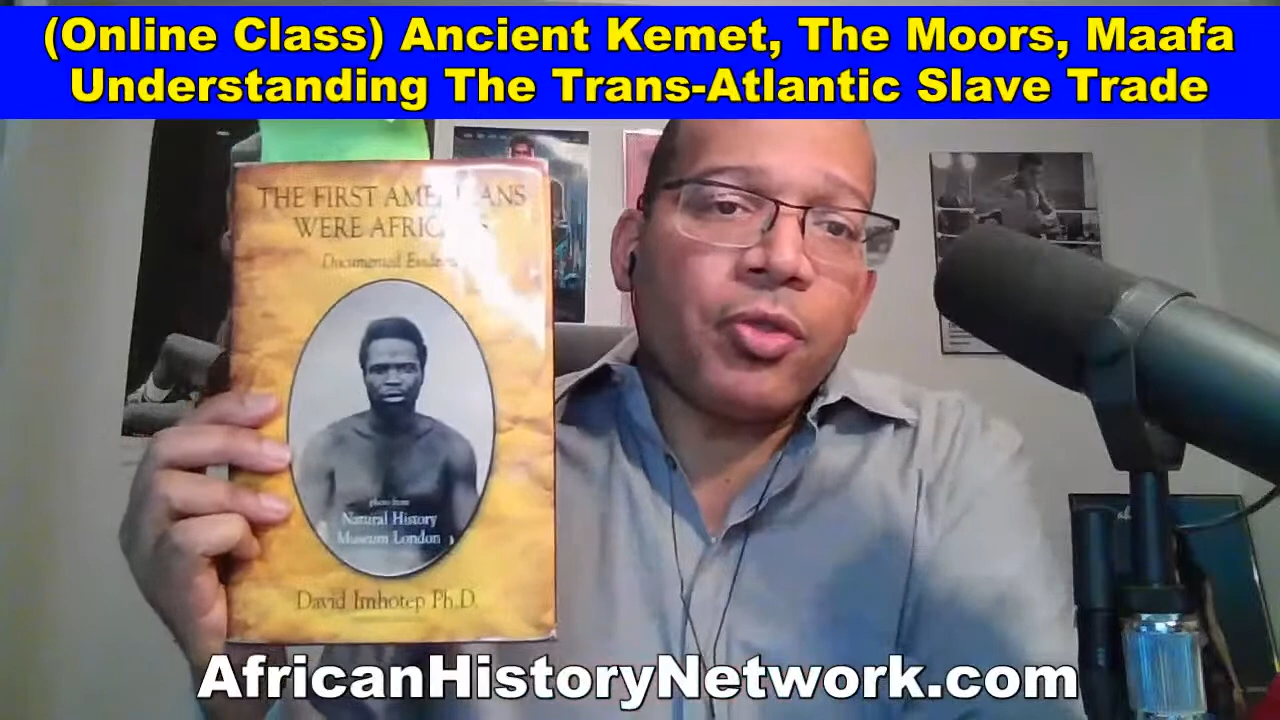 (Online Class) Ancient Kemet, The Moors, Maafa
Understanding The Trans-Atlantic Slave Trade
THE FIRST
WERE
Documented
photo from
Natural History
Museum London
David Imhotep Ph.D.
AfricanHistoryNetwork.com